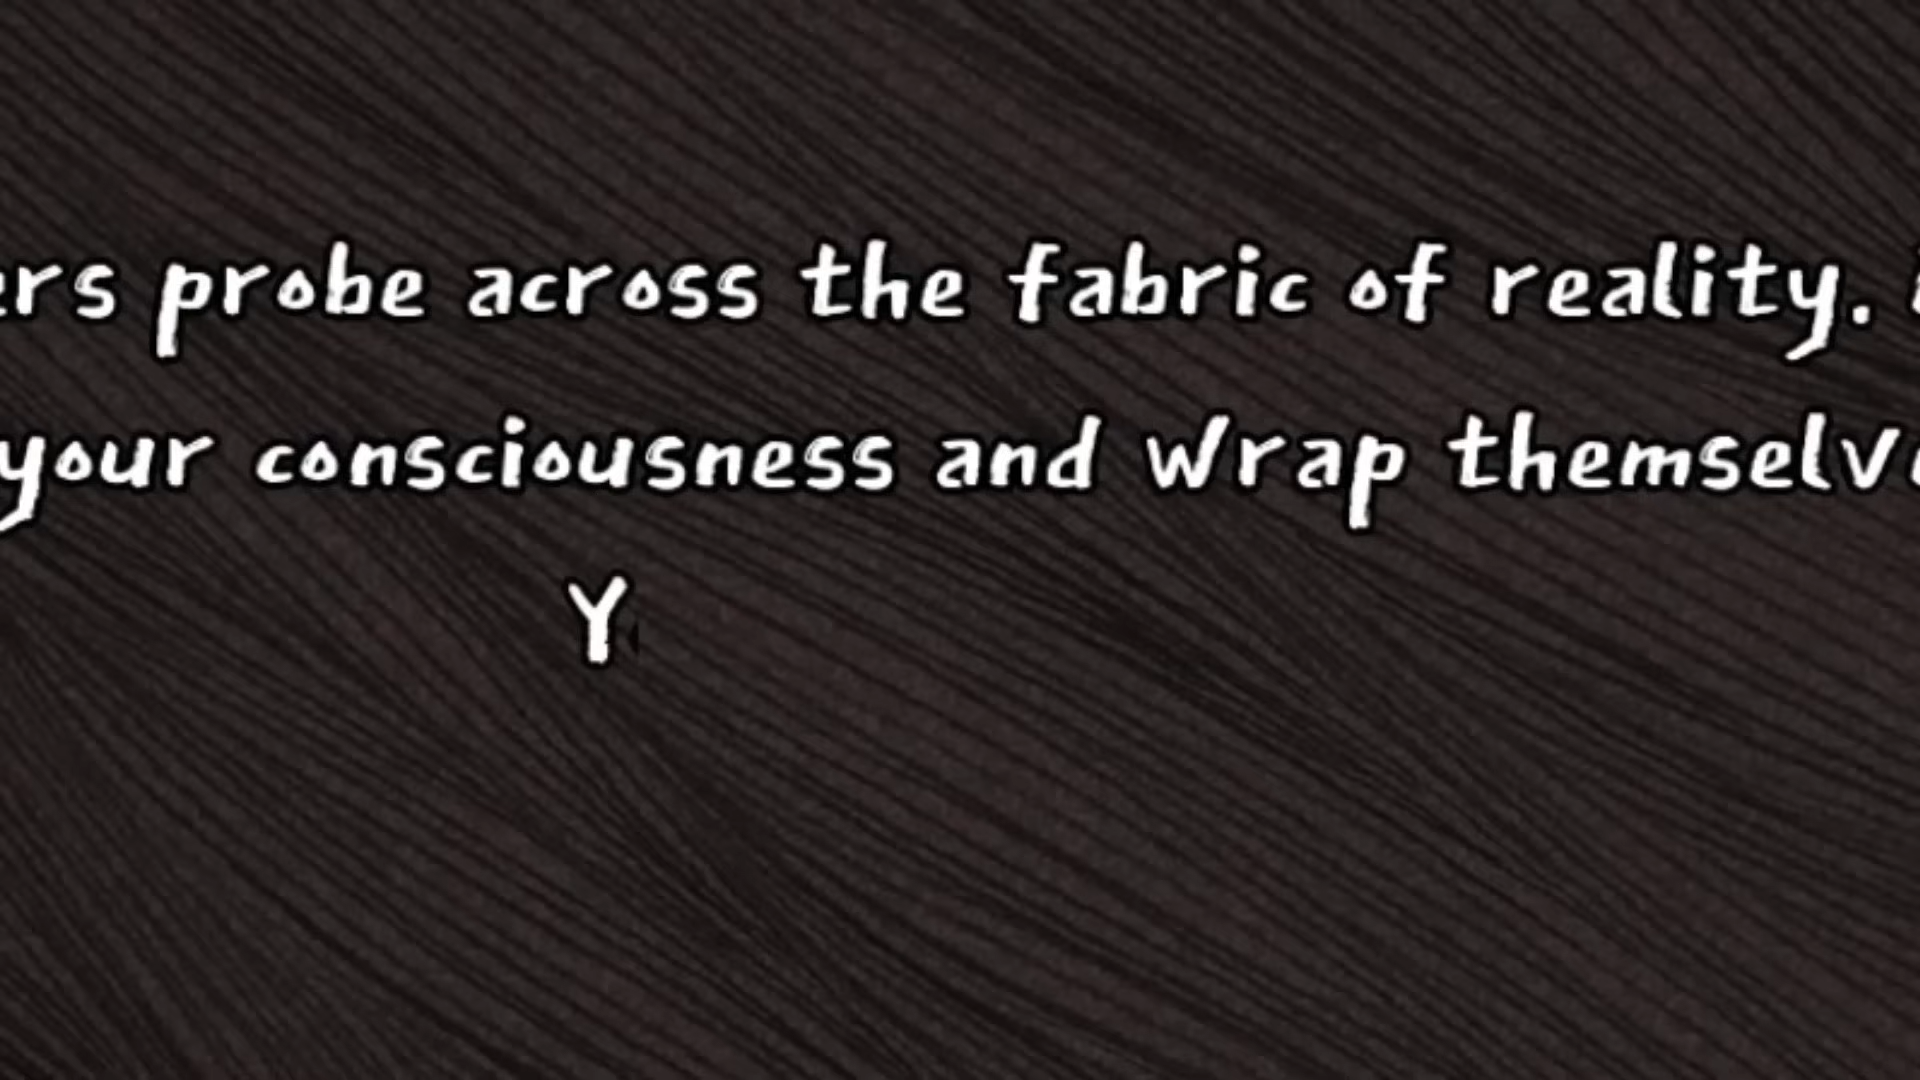 ers probe across the fabric of reality.
your consciousness and wrap themselv
Y